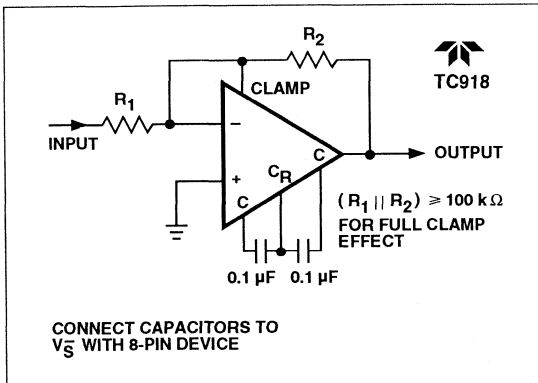 R2
TC918
CLAMP
R1
INPUT
−
+
C
CR
C
OUTPUT
(R1 || R2) ≥ 100 kΩ
FOR FULL CLAMP
EFFECT
0.1 µF 0.1 µF
CONNECT CAPACITORS TO
VS̄ WITH 8-PIN DEVICE